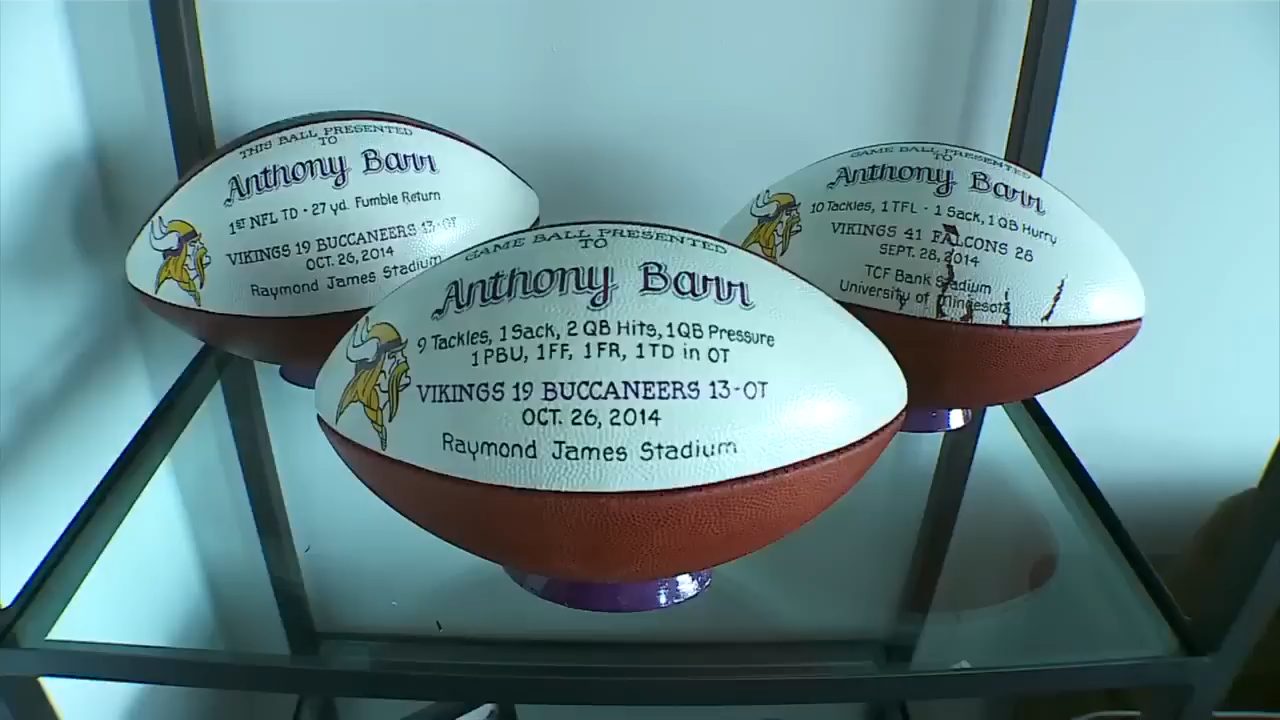 THIS BALL PRESENTED
TO
Anthony Barr
1ST NFL TD · 27 yd. Fumble Return
VIKINGS 19 BUCCANEERS 13-OT
OCT. 26, 2014
Raymond James Stadium
GAME BALL PRESENTED
TO
Anthony Barr
9 Tackles, 1 Sack, 2 QB Hits, 1 QB Pressure
1 PBU, 1 FF, 1 FR, 1 TD in OT
VIKINGS 19 BUCCANEERS 13-OT
OCT. 26, 2014
Raymond James Stadium
GAME BALL PRESENTED
TO
Anthony Barr
10 Tackles, 1 TFL - 1 Sack, 1 QB Hurry
VIKINGS 41 FALCONS 28
SEPT. 28, 2014
TCF Bank Stadium
University of Minnesota